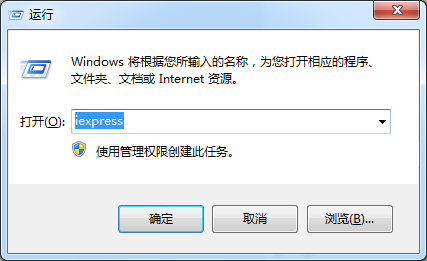 运行
Windows 将根据您所输入的名称，为您打开相应的程序、
文件夹、文档或 Internet 资源。
打开(O): iexpress
使用管理权限创建此任务。
确定 取消 浏览(B)...